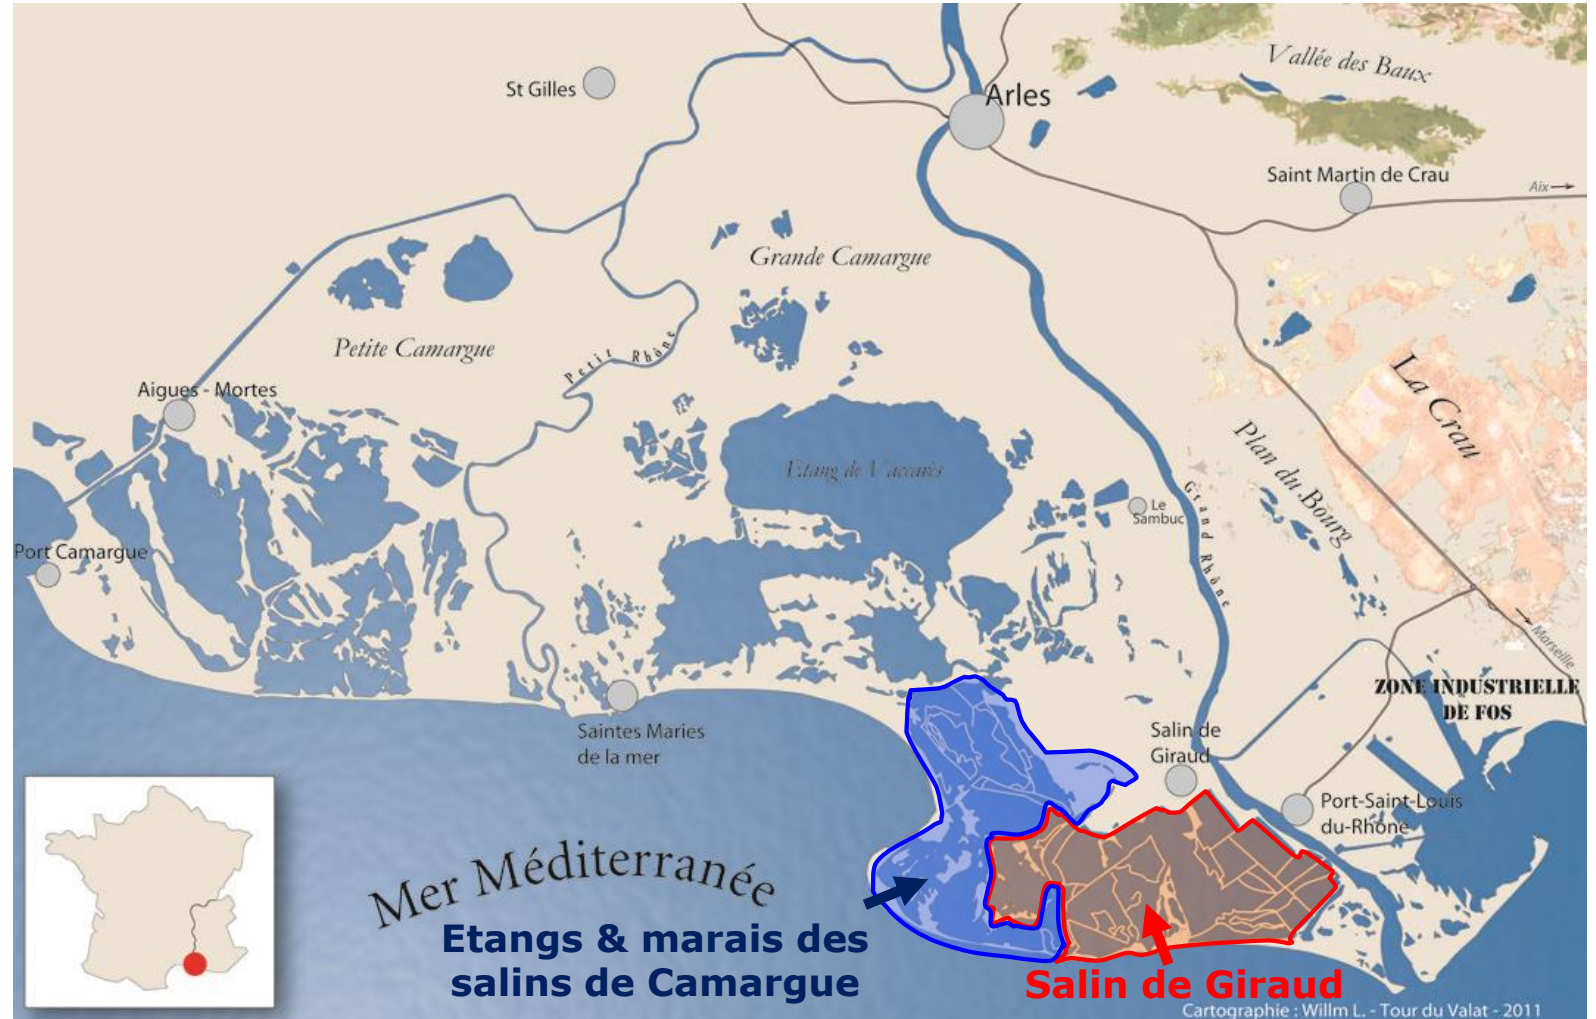 Vallée des Baux
St Gilles
Arles
Saint Martin de Crau
Aix
Grande Camargue
Petite Camargue
Petit Rhône
La Crau
Aigues - Mortes
Plan du Bourg
Etang de Vaccarès
Grand Rhône
Le
Sambuc
Port Camargue
Marseille
ZONE INDUSTRIELLE
DE FOS
Saintes Maries
de la mer
Salin de
Giraud
Port-Saint-Louis
du-Rhône
Mer Méditerranée
Etangs & marais des
salins de Camargue
Salin de Giraud
Cartographie : Willm L. - Tour du Valat - 2011